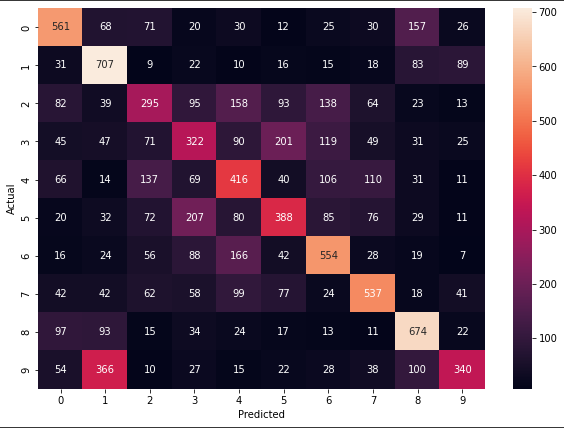 0 561 68 71 20 30 12 25 30 157 26
1 31 707 9 22 10 16 15 18 83 89
2 82 39 295 95 158 93 138 64 23 13
3 45 47 71 322 90 201 119 49 31 25
4 66 14 137 69 416 40 106 110 31 11
5 20 32 72 207 80 388 85 76 29 11
6 16 24 56 88 166 42 554 28 19 7
7 42 42 62 58 99 77 24 537 18 41
8 97 93 15 34 24 17 13 11 674 22
9 54 366 10 27 15 22 28 38 100 340
0 1 2 3 4 5 6 7 8 9
Predicted
Actual
700
600
500
400
300
200
100